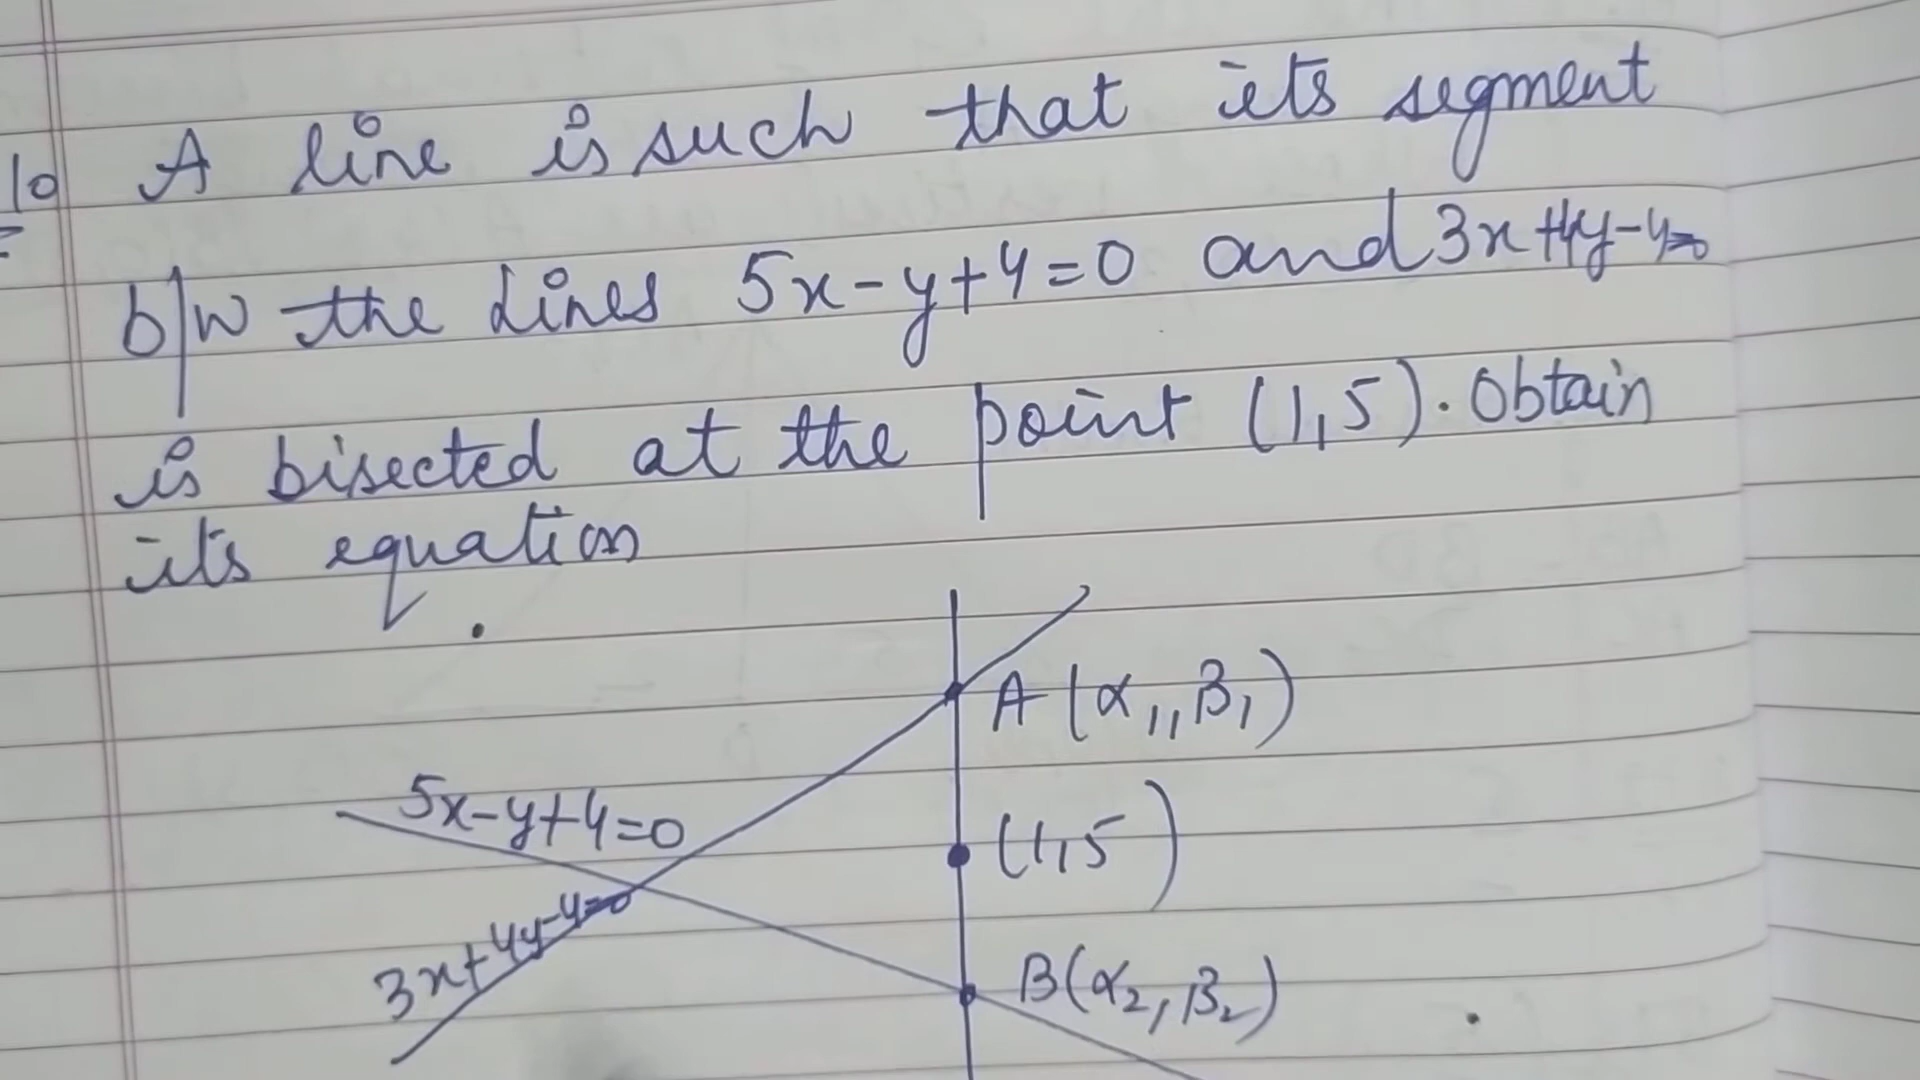 10 A line is such that its segment
b/w the lines 5x-y+4=0 and 3x+4y-4=0
is bisected at the point (1,5). Obtain
its equation.
A(α₁,β₁)
5x-y+4=0
(1,5)
3x+4y-4=0
B(α₂,β₂)